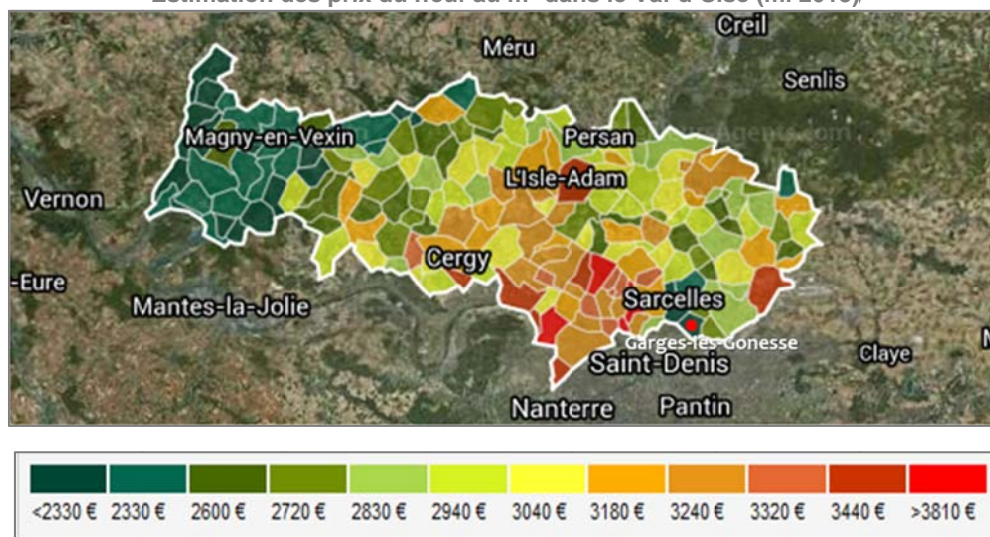 Méru
Creil
Senlis
Magny-en-Vexin
Persan
L'Isle-Adam
Vernon
Cergy
-Eure
Mantes-la-Jolie
Sarcelles
Garges-lès-Gonesse
Saint-Denis
Claye
Nanterre
Pantin
<2330 € 2330 € 2600 € 2720 € 2830 € 2940 € 3040 € 3180 € 3240 € 3320 € 3440 € >3810 €